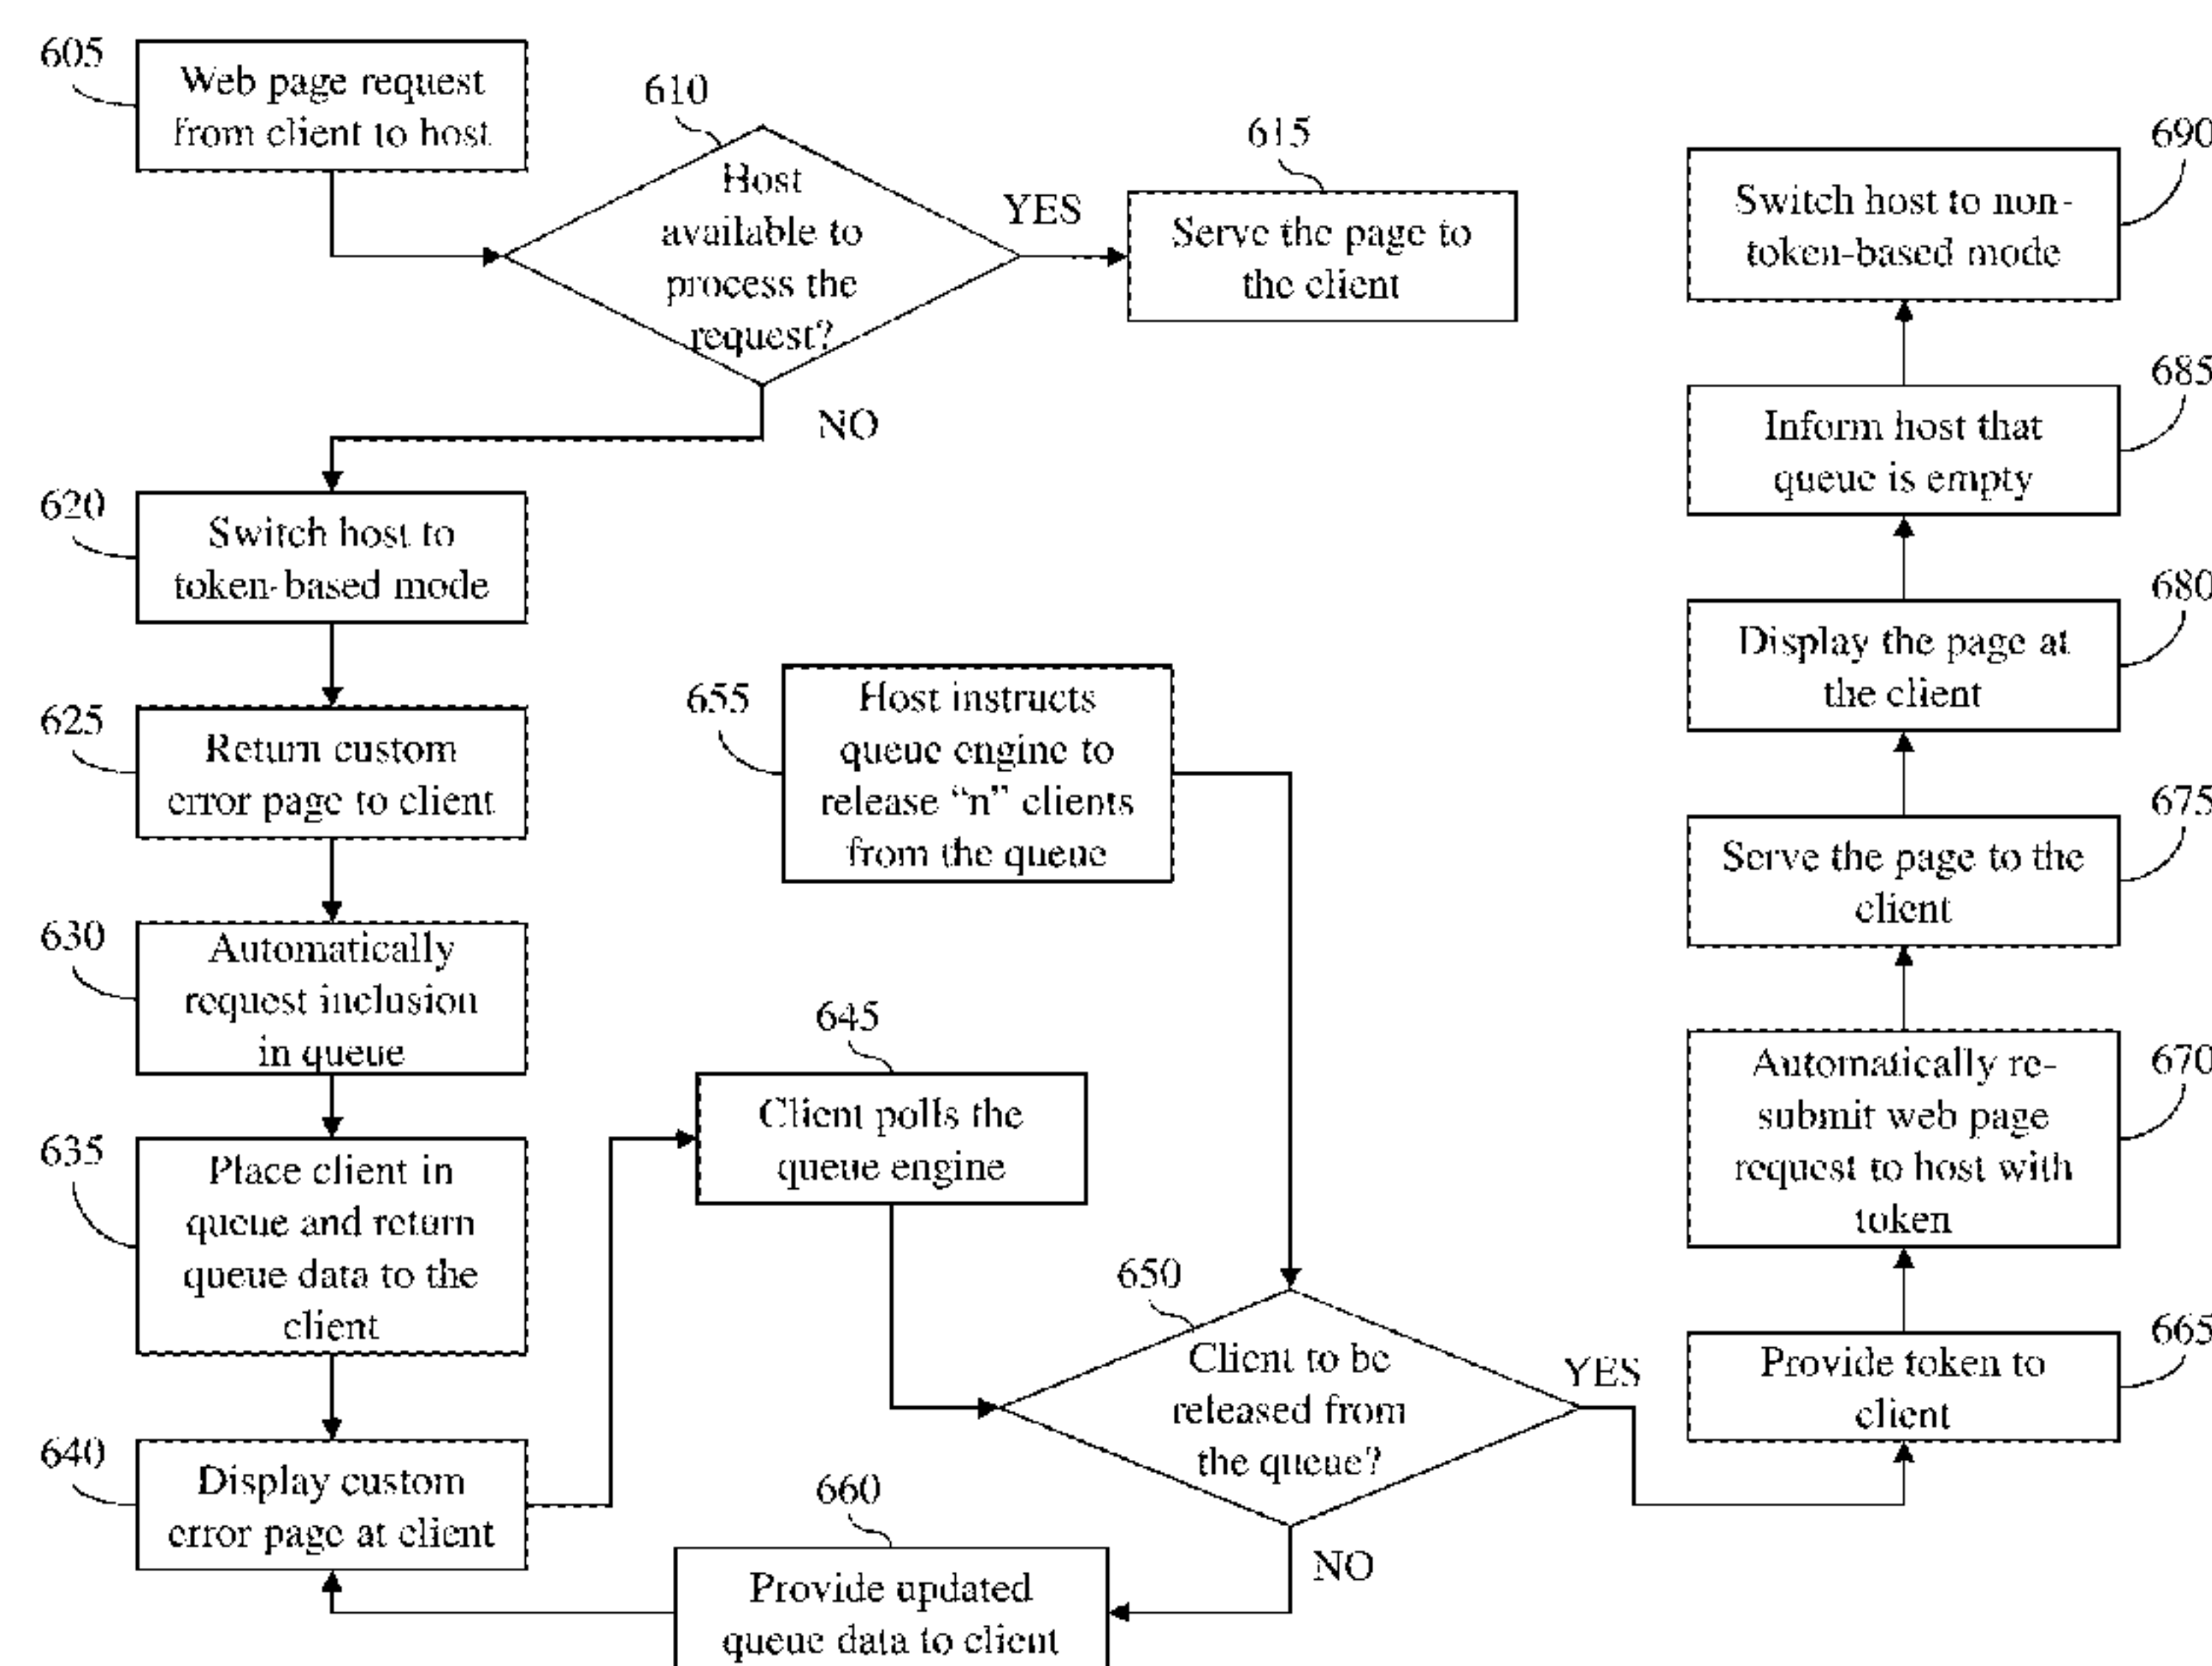 605
Web page request
from client to host
610
Host
available to
process the
request?
YES
615
Serve the page to
the client
NO
620
Switch host to
token-based mode
625
Return custom
error page to client
630
Automatically
request inclusion
in queue
635
Place client in
queue and return
queue data to the
client
640
Display custom
error page at client
645
Client polls the
queue engine
655
Host instructs
queue engine to
release “n” clients
from the queue
650
Client to be
released from
the queue?
YES
NO
660
Provide updated
queue data to client
665
Provide token to
client
670
Automatically re-
submit web page
request to host with
token
675
Serve the page to the
client
680
Display the page at
the client
685
Inform host that
queue is empty
690
Switch host to non-
token-based mode